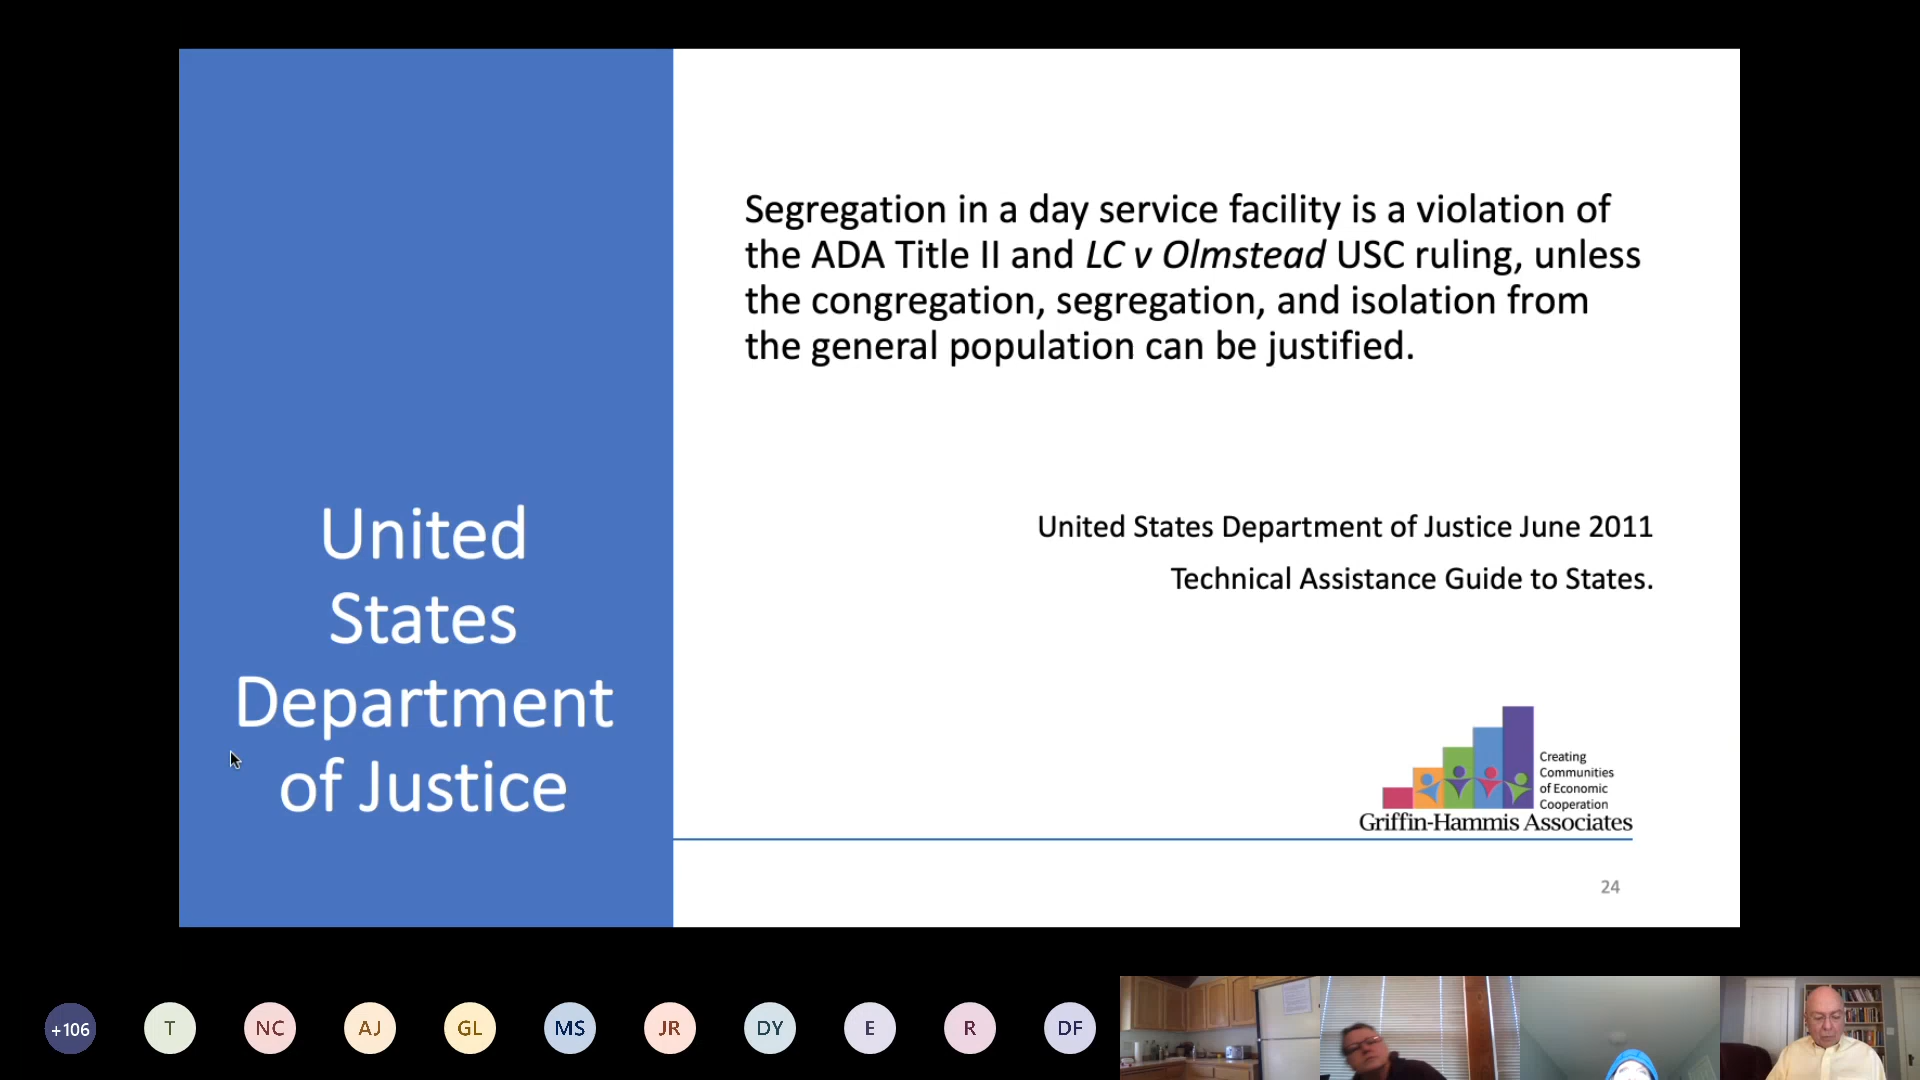 Segregation in a day service facility is a violation of
the ADA Title II and LC v Olmstead USC ruling, unless
the congregation, segregation, and isolation from
the general population can be justified.
United States Department of Justice June 2011
Technical Assistance Guide to States.
United
States
Department
of Justice
Creating
Communities
of Economic
Cooperation
Griffin-Hammis Associates
24
+106
T
NC
AJ
GL
MS
JR
DY
E
R
DF